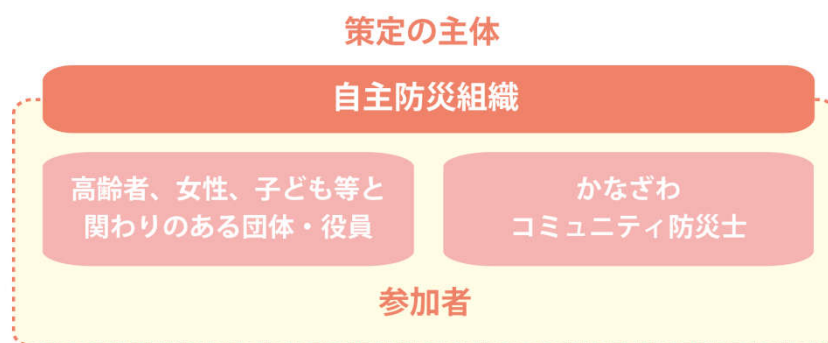 策定の主体
自主防災組織
高齢者、女性、子ども等と
関わりのある団体・役員
かなざわ
コミュニティ防災士
参加者